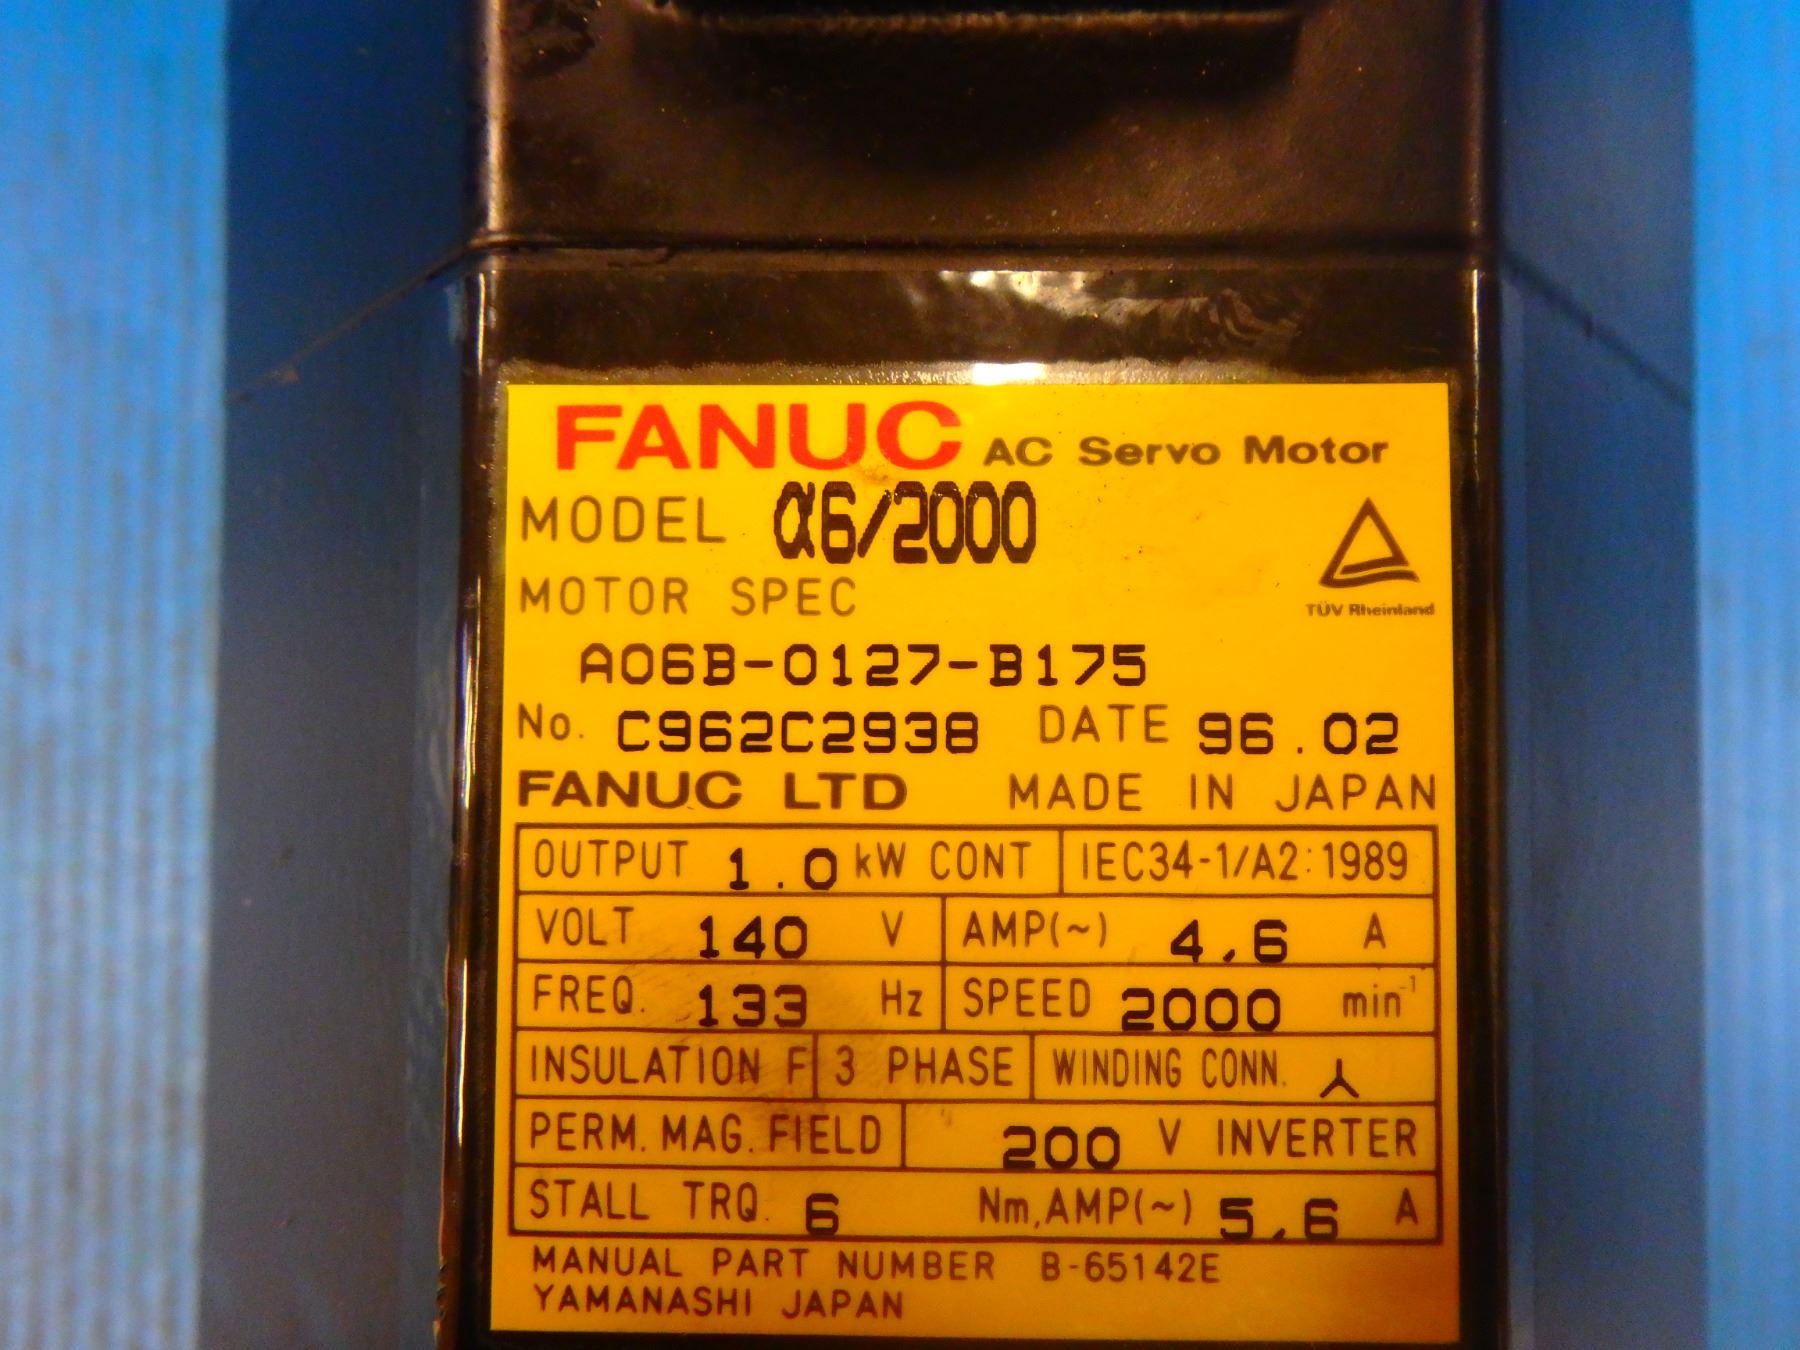 FANUC AC Servo Motor
MODEL α6/2000
TÜV Rheinland
MOTOR SPEC
A06B-0127-B175
No. C962C2938 DATE 96.02
FANUC LTD MADE IN JAPAN
OUTPUT 1.0 kW CONT IEC34-1/A2:1989
VOLT 140 V AMP(~) 4.6 A
FREQ. 133 Hz SPEED 2000 min-1
INSULATION F 3 PHASE WINDING CONN. Y
PERM. MAG. FIELD 200 V INVERTER
STALL TRQ. 6 Nm, AMP(~) 5.6 A
MANUAL PART NUMBER B-65142E
YAMANASHI JAPAN